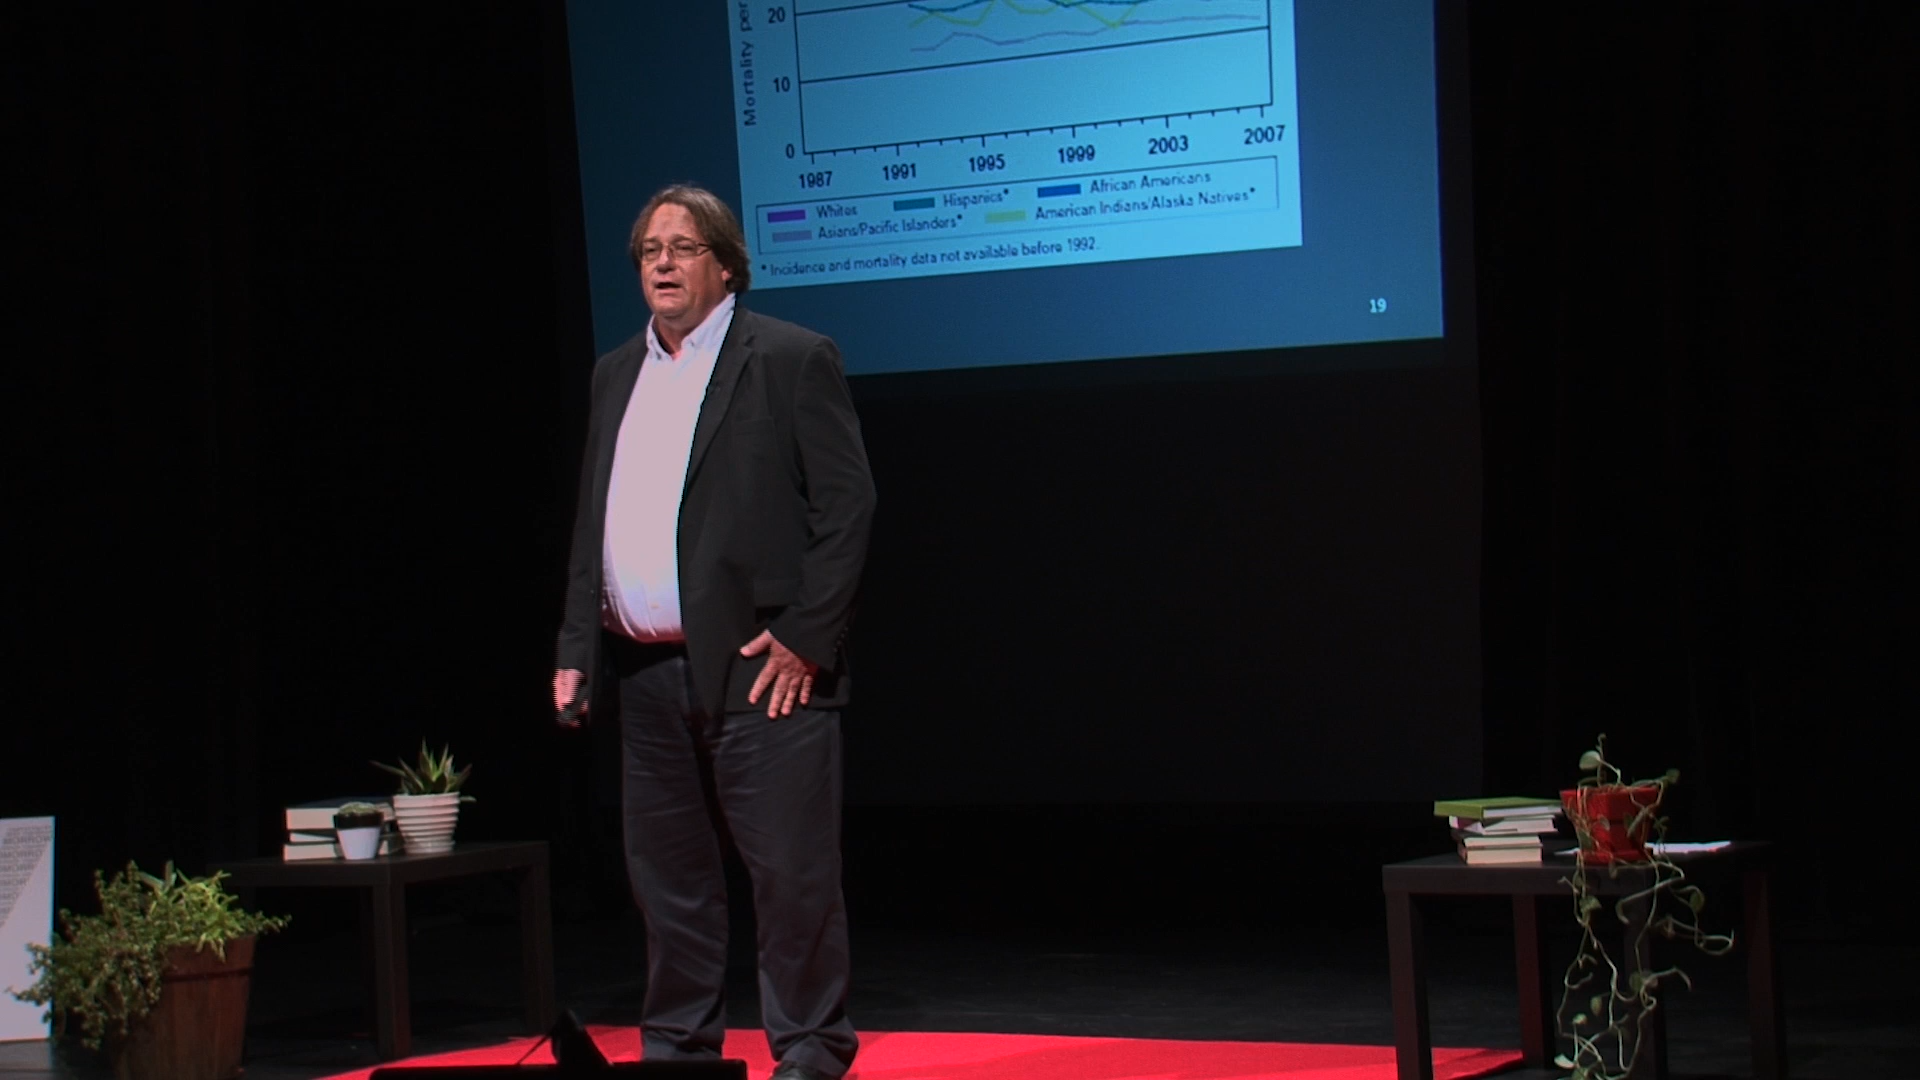 Mortality per
20
10
0
1987 1991 1995 1999 2003 2007
Whites Hispanics* African Americans
Asians/Pacific Islanders* American Indians/Alaska Natives*
* Incidence and mortality data not available before 1992.
19